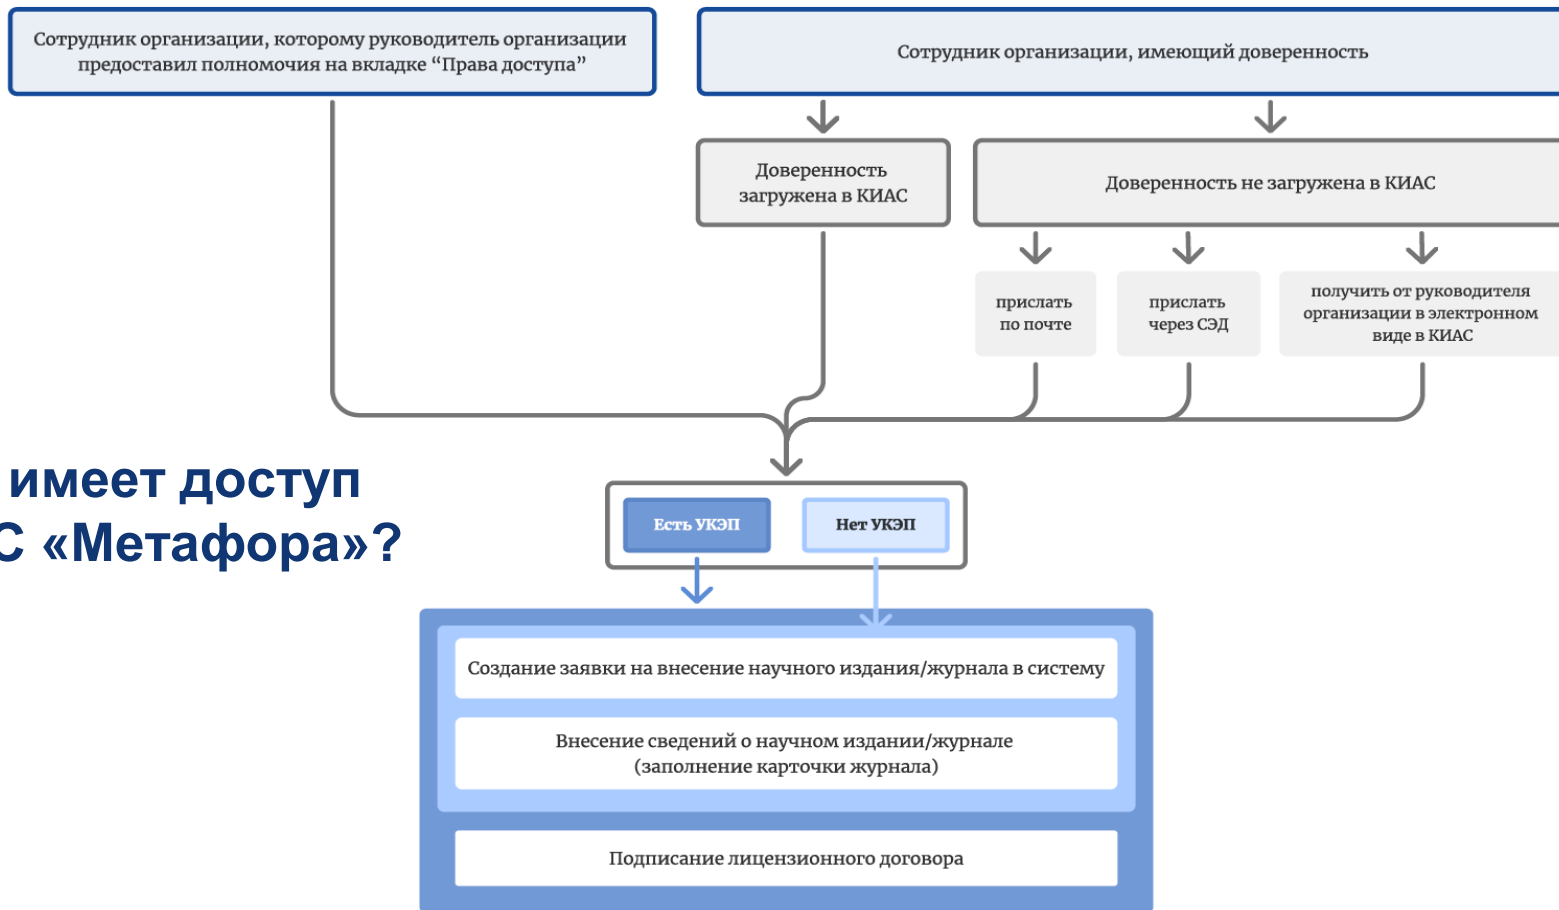 Сотрудник организации, которому руководитель организации
предоставил полномочия на вкладке “Права доступа”
Сотрудник организации, имеющий доверенность
Доверенность
загружена в КИАС
Доверенность не загружена в КИАС
прислать
по почте
прислать
через СЭД
получить от руководителя
организации в электронном
виде в КИАС
имеет доступ
С «Метафора»?
Есть УКЭП
Нет УКЭП
Создание заявки на внесение научного издания/журнала в систему
Внесение сведений о научном издании/журнале
(заполнение карточки журнала)
Подписание лицензионного договора